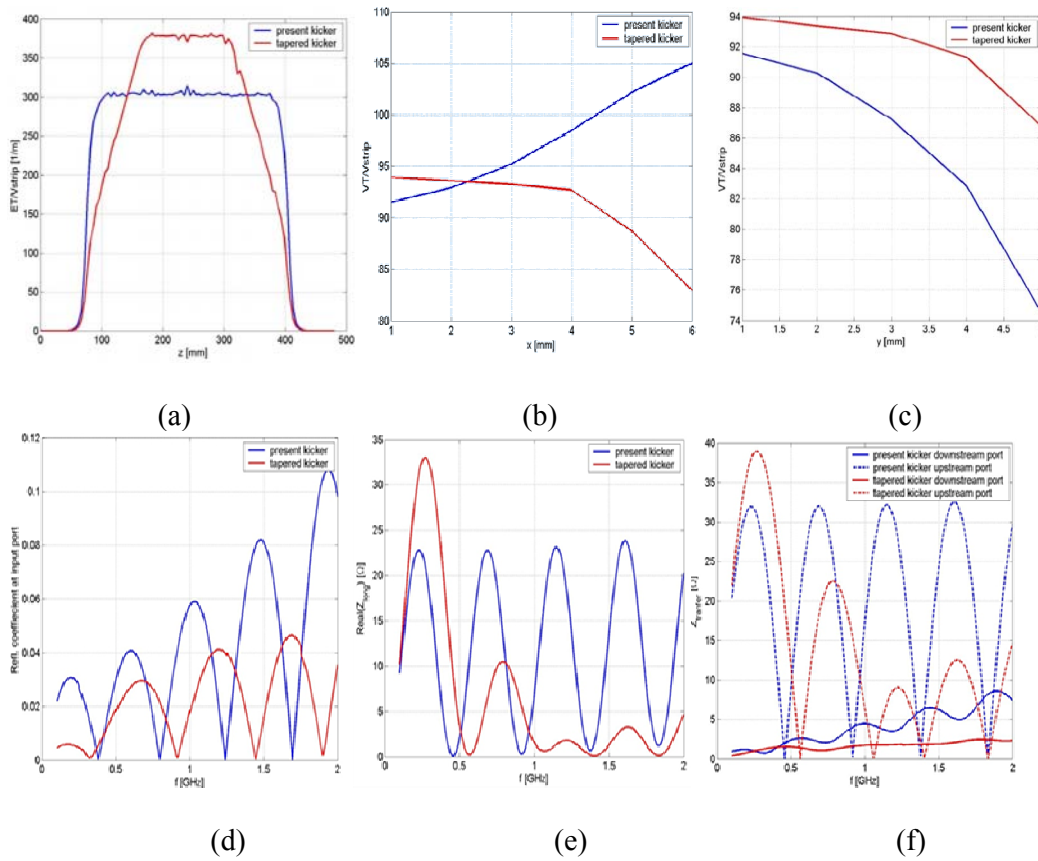 400
350
300
250
200
150
100
50
0
ET/Vstrip [1/m]
present kicker
tapered kicker
0 100 200 300 400 500
z [mm]
(a)
110
105
100
95
90
85
80
VT/Vstrip
present kicker
tapered kicker
1 2 3 4 5 6
x [mm]
(b)
94
92
90
88
86
84
82
80
78
76
74
VT/Vstrip
present kicker
tapered kicker
1 1.5 2 2.5 3 3.5 4 4.5
y [mm]
(c)
0.12
0.1
0.08
0.06
0.04
0.02
0
Refl. coeffiecient at input port
present kicker
tapered kicker
0 0.5 1 1.5 2
f [GHz]
(d)
35
30
25
20
15
10
5
0
Real(Zlong) [Ω]
present kicker
tapered kicker
0 0.5 1 1.5 2
f [GHz]
(e)
40
35
30
25
20
15
10
5
0
Ztranfer [Ω]
present kicker downstream port
present kicker upstream port
tapered kicker downstream port
tapered kicker upstream port
0 0.5 1 1.5 2
f [GHz]
(f)